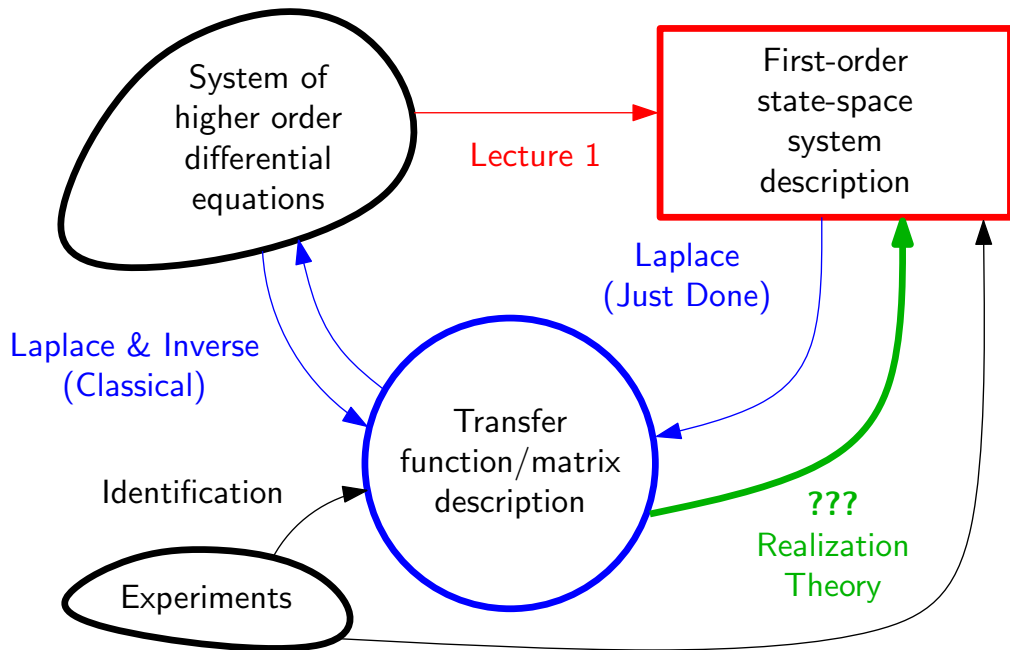 System of
higher order
differential
equations
Lecture 1
First-order
state-space
system
description
Laplace
(Just Done)
Laplace & Inverse
(Classical)
Transfer
function/matrix
description
Identification
Experiments
???
Realization
Theory